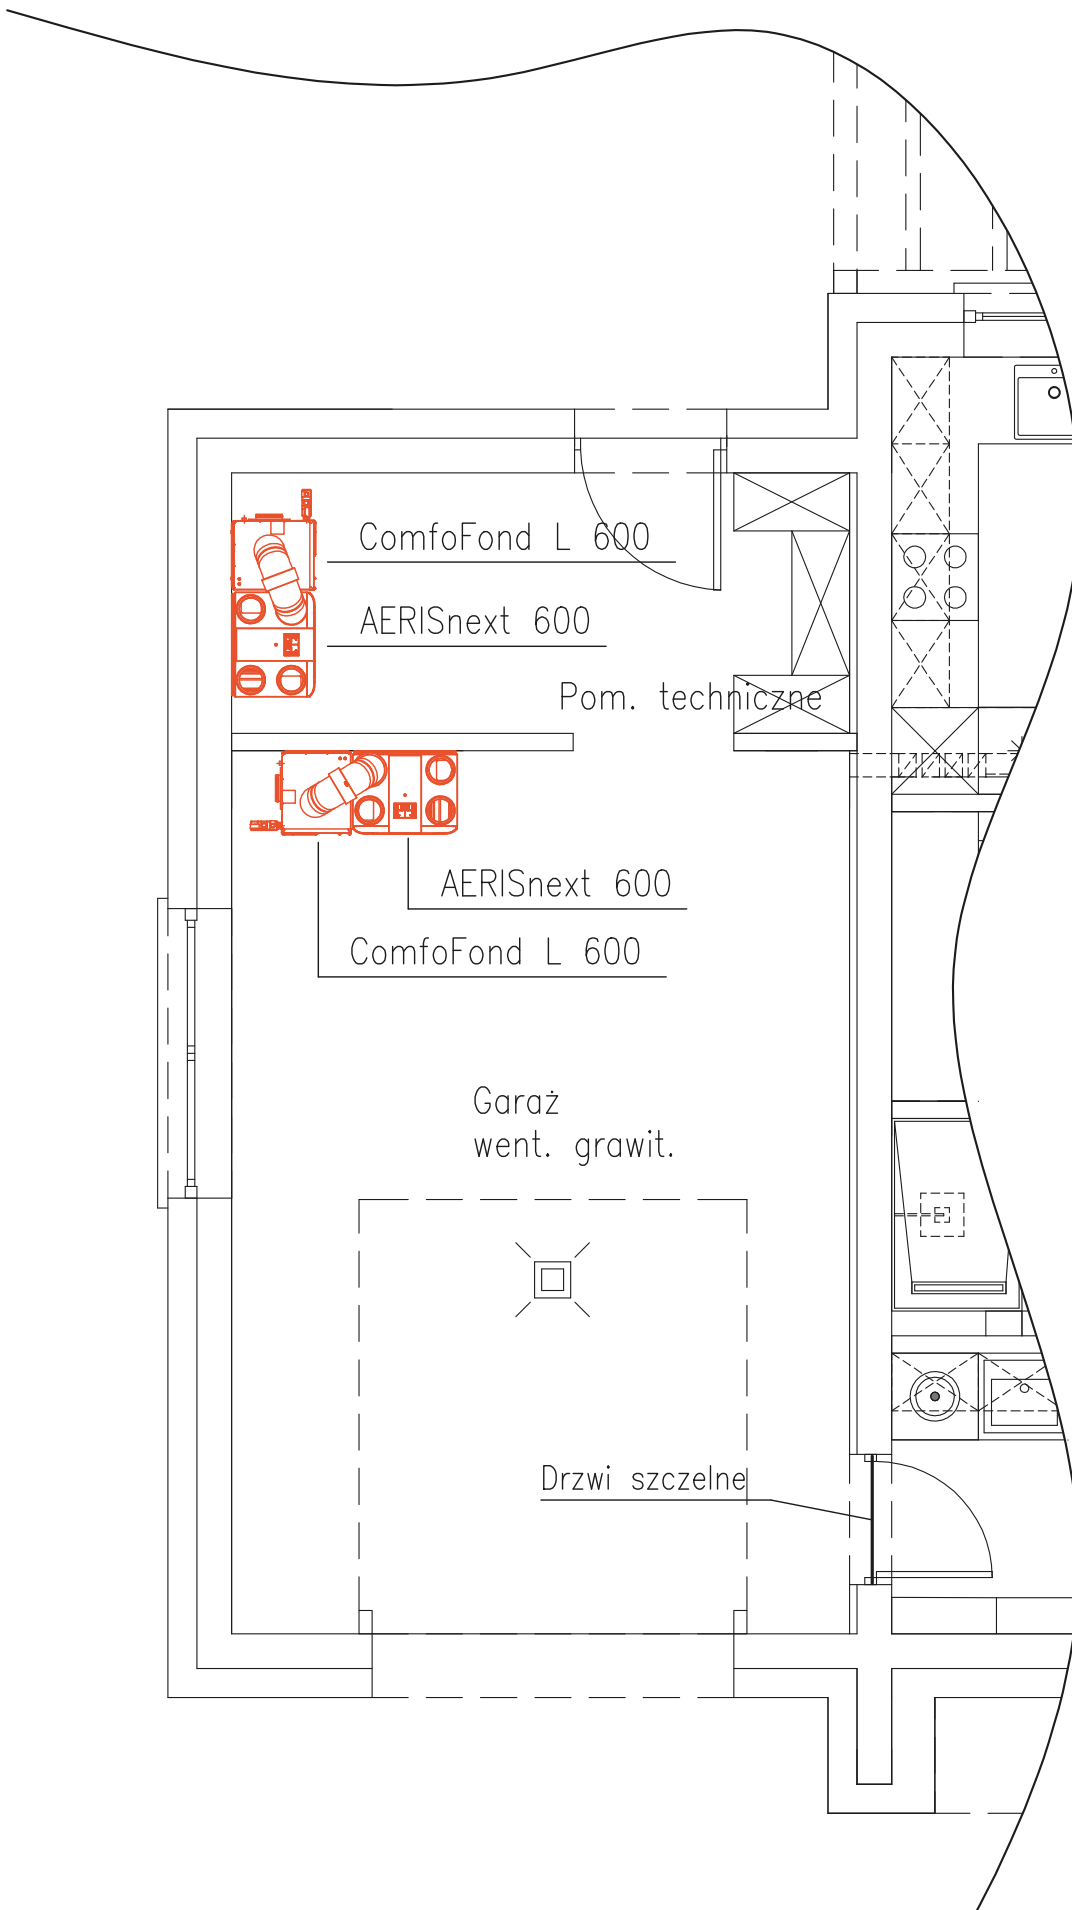 ComfoFond L 600
AERISnext 600
Pom. techniczne
AERISnext 600
ComfoFond L 600
Garaż
went. grawit.
Drzwi szczelne